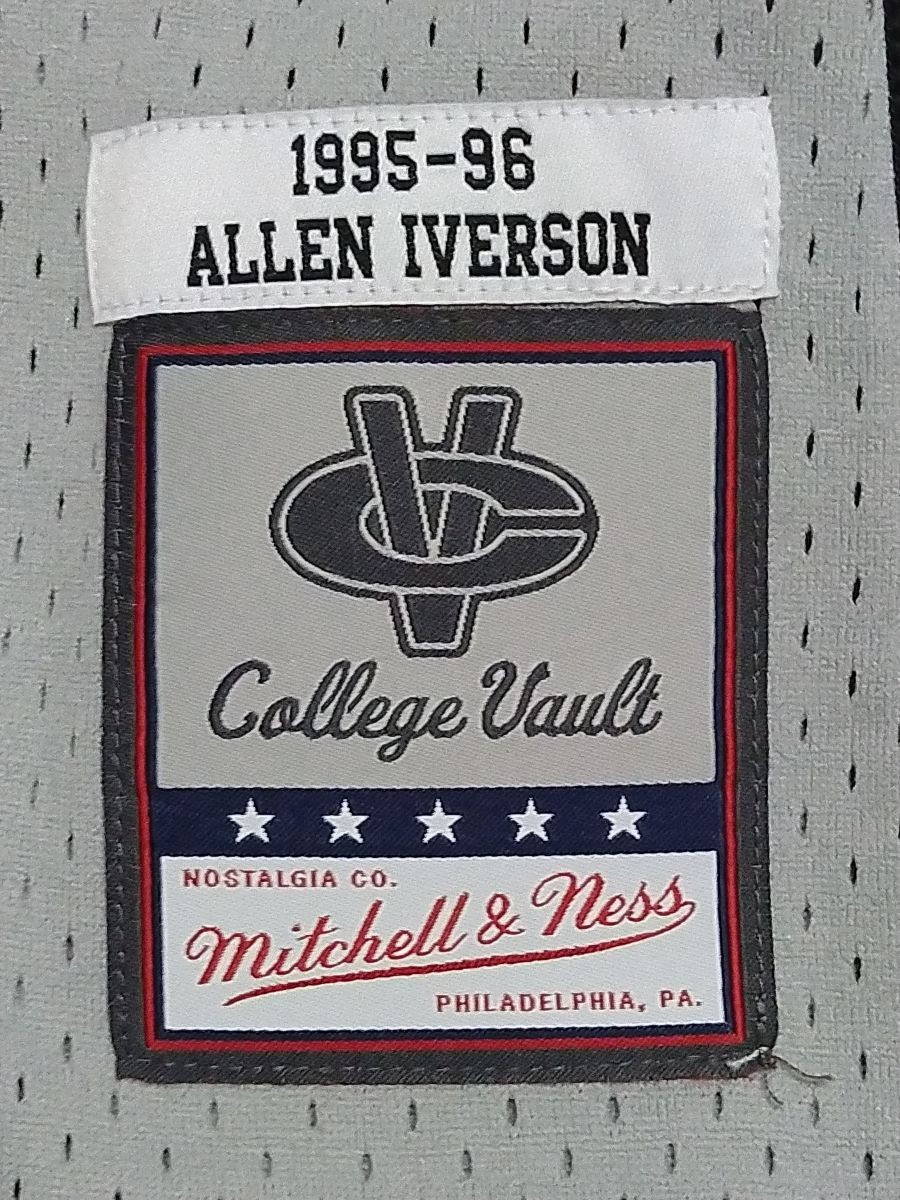 1995-96
ALLEN IVERSON
VC
College Vault
NOSTALGIA CO.
Mitchell & Ness
PHILADELPHIA, PA.